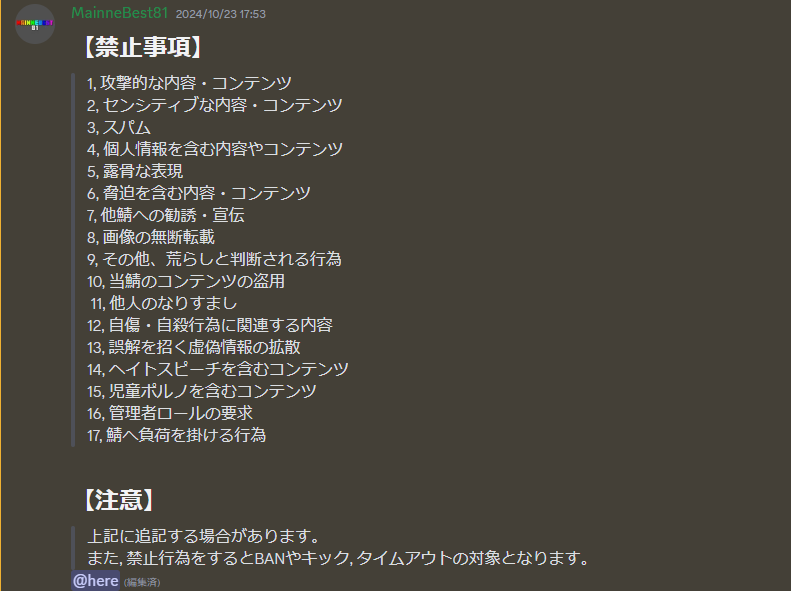 MainneBest81 2024/10/23 17:53
【禁止事項】
1, 攻撃的な内容・コンテンツ
2, センシティブな内容・コンテンツ
3, スパム
4, 個人情報を含む内容やコンテンツ
5, 露骨な表現
6, 脅迫を含む内容・コンテンツ
7, 他鯖への勧誘・宣伝
8, 画像の無断転載
9, その他、荒らしと判断される行為
10, 当鯖のコンテンツの盗用
11, 他人のなりすまし
12, 自傷・自殺行為に関連する内容
13, 誤解を招く虚偽情報の拡散
14, ヘイトスピーチを含むコンテンツ
15, 児童ポルノを含むコンテンツ
16, 管理者ロールの要求
17, 鯖へ負荷を掛ける行為
【注意】
上記に追記する場合があります。
また, 禁止行為をするとBANやキック, タイムアウトの対象となります。
@here (編集済)